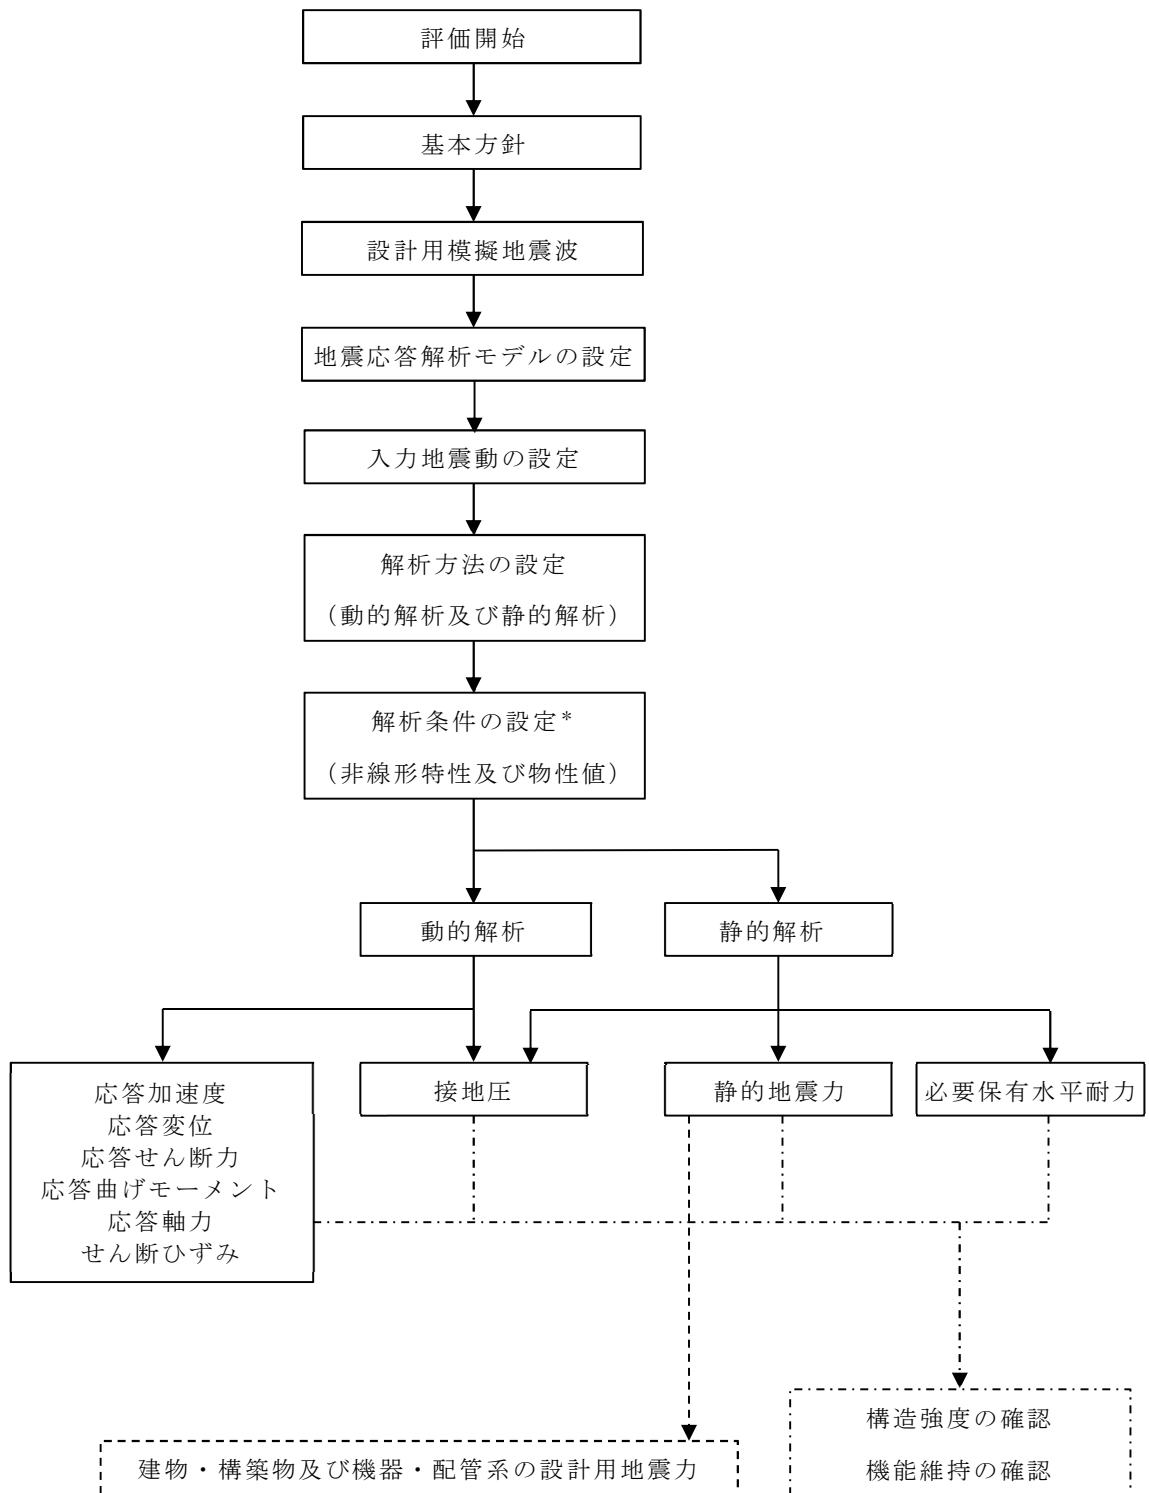 評価開始
基本方針
設計用模擬地震波
地震応答解析モデルの設定
入力地震動の設定
解析方法の設定
（動的解析及び静的解析）
解析条件の設定*
（非線形特性及び物性値）
動的解析
静的解析
応答加速度
応答変位
応答せん断力
応答曲げモーメント
応答軸力
せん断ひずみ
接地圧
静的地震力
必要保有水平耐力
構造強度の確認
機能維持の確認
建物・構築物及び機器・配管系の設計用地震力